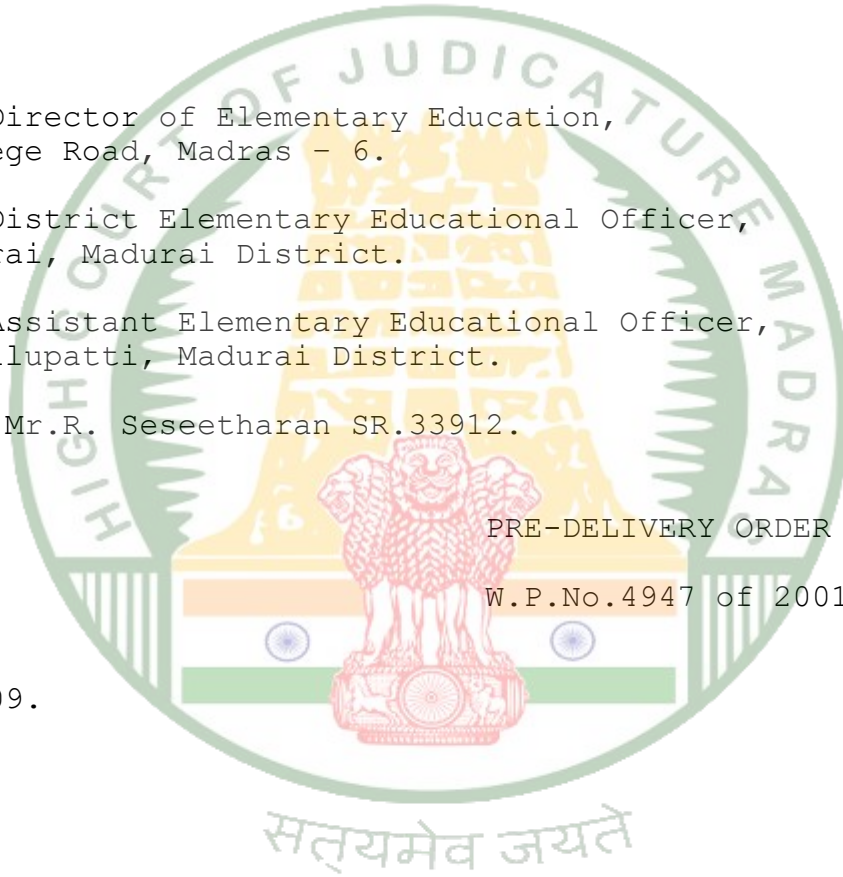 Director of Elementary Education,
ege Road, Madras – 6.
District Elementary Educational Officer,
rai, Madurai District.
Assistant Elementary Educational Officer,
llupatti, Madurai District.
Mr.R. Seseetharan SR.33912.
PRE-DELIVERY ORDER
W.P.No.4947 of 2001
09.
HIGH COURT OF JUDICATURE MADRAS
सत्यमेव जयते